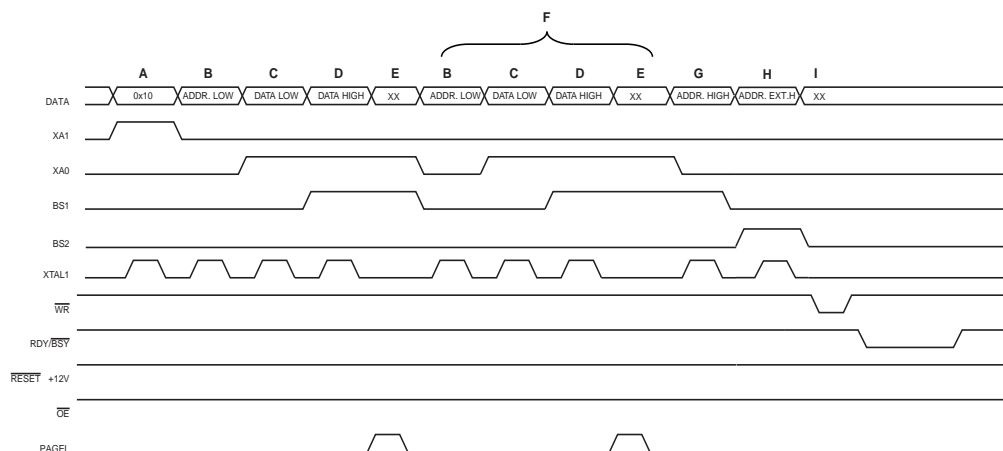 F
A B C D E B C D E G H I
DATA 0x10 ADDR. LOW DATA LOW DATA HIGH XX ADDR. LOW DATA LOW DATA HIGH XX ADDR. HIGH ADDR. EXT.H XX
XA1
XA0
BS1
BS2
XTAL1
WR
RDY/BSY
RESET +12V
OE
PAGEL